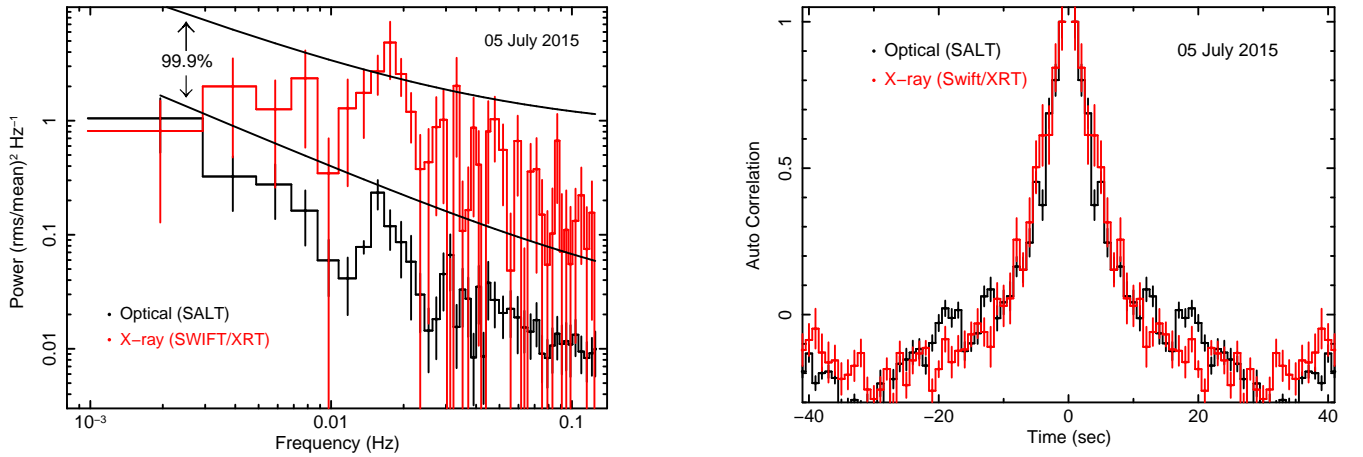 05 July 2015
99.9%
Optical (SALT)
X−ray (SWIFT/XRT)
Power (rms/mean)² Hz⁻¹
10
1
0.1
0.01
10⁻³
0.01
0.1
Frequency (Hz)
Optical (SALT)
05 July 2015
X−ray (Swift/XRT)
Auto Correlation
1
0.5
0
−40
−20
0
20
40
Time (sec)